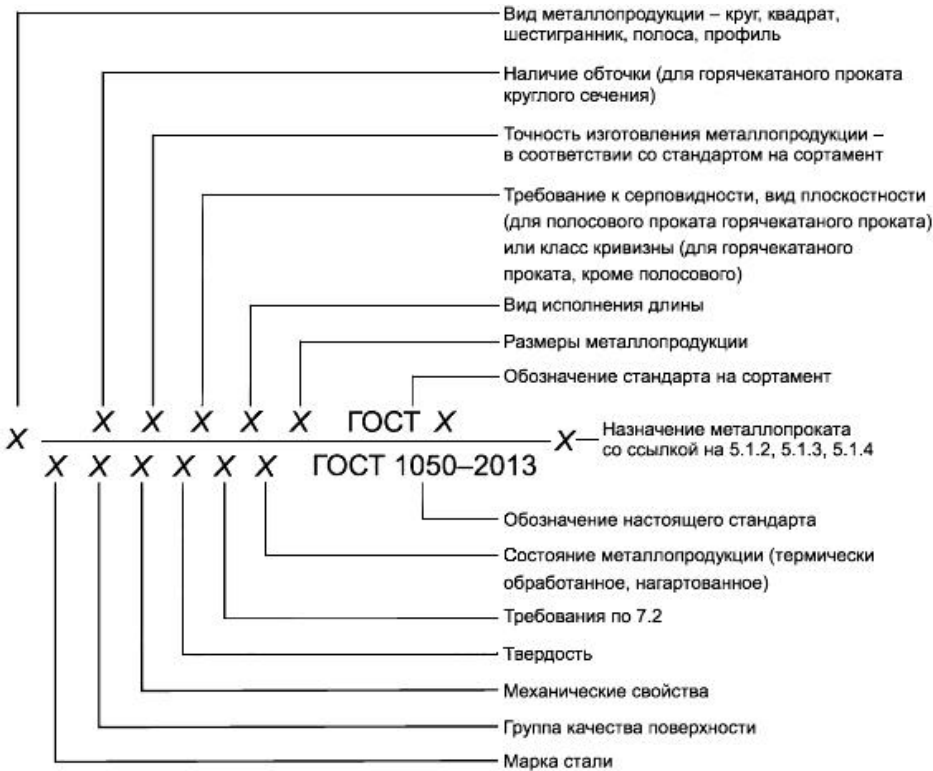 Вид металлопродукции – круг, квадрат,
шестигранник, полоса, профиль
Наличие обточки (для горячекатаного проката
круглого сечения)
Точность изготовления металлопродукции –
в соответствии со стандартом на сортамент
Требование к серповидности, вид плоскостности
(для полосового проката горячекатаного проката)
или класс кривизны (для горячекатаного
проката, кроме полосового)
Вид исполнения длины
Размеры металлопродукции
Обозначение стандарта на сортамент
X X X X X X ГОСТ X
X X X X X X ГОСТ 1050–2013
X
Назначение металлопроката
со ссылкой на 5.1.2, 5.1.3, 5.1.4
Обозначение настоящего стандарта
Состояние металлопродукции (термически
обработанное, нагартованное)
Требования по 7.2
Твердость
Механические свойства
Группа качества поверхности
Марка стали